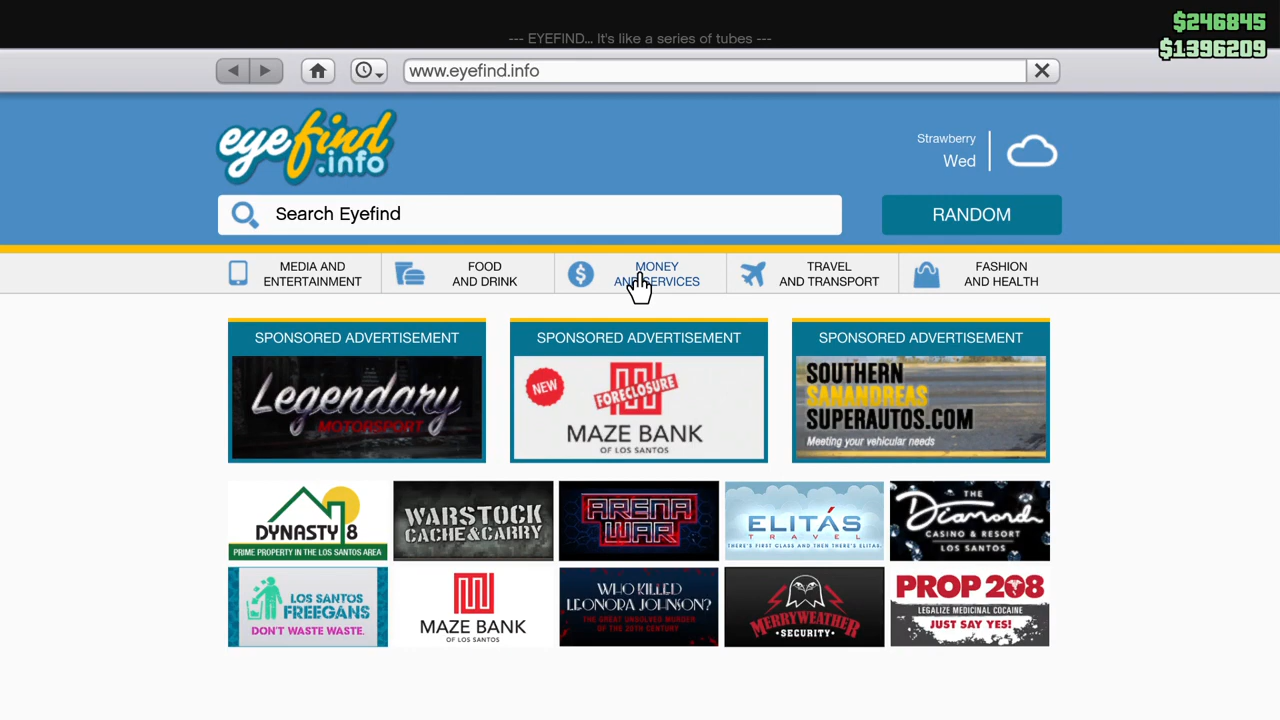 $246845
--- EYEFIND... It's like a series of tubes ---
$1396209
www.eyefind.info
eyefind
.info
Strawberry
Wed
Search Eyefind
RANDOM
MEDIA AND
ENTERTAINMENT
FOOD
AND DRINK
MONEY
AND SERVICES
TRAVEL
AND TRANSPORT
FASHION
AND HEALTH
SPONSORED ADVERTISEMENT
Legendary
MOTORSPORT
SPONSORED ADVERTISEMENT
NEW
FORECLOSURE
MAZE BANK
OF LOS SANTOS
SPONSORED ADVERTISEMENT
SOUTHERN
SANANDREAS
SUPERAUTOS.COM
Meeting your vehicular needs
DYNASTY 8
PRIME PROPERTY IN THE LOS SANTOS AREA
WARSTOCK
CACHE & CARRY
ARENA
WAR
ELITÁS
TRAVEL
THERE'S FIRST CLASS AND THEN THERE'S ELITAS.
THE
Diamond
CASINO & RESORT
LOS SANTOS
LOS SANTOS
FREEGANS
DON'T WASTE WASTE.
MAZE BANK
OF LOS SANTOS
WHO KILLED
LEONORA JOHNSON?
THE GREAT UNSOLVED MURDER
OF THE 20TH CENTURY
MERRYWEATHER
• SECURITY •
PROP 208
LEGALIZE MEDICINAL COCAINE
JUST SAY YES!